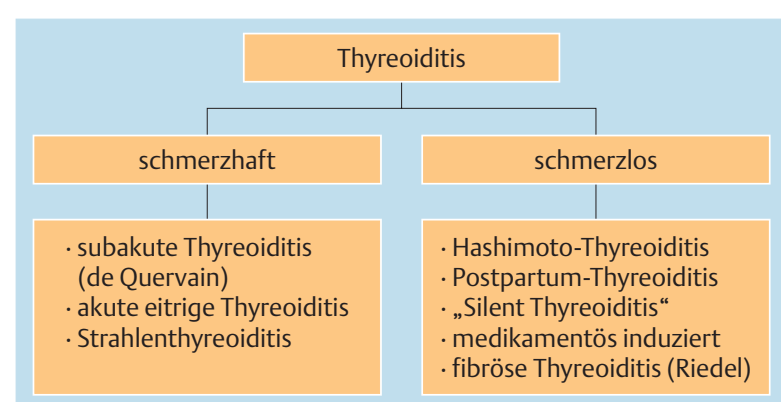 Thyreoiditis
schmerzhaft
schmerzlos
· subakute Thyreoiditis
(de Quervain)
· akute eitrige Thyreoiditis
· Strahlenthyreoiditis
· Hashimoto-Thyreoiditis
· Postpartum-Thyreoiditis
· „Silent Thyreoiditis“
· medikamentös induziert
· fibröse Thyreoiditis (Riedel)